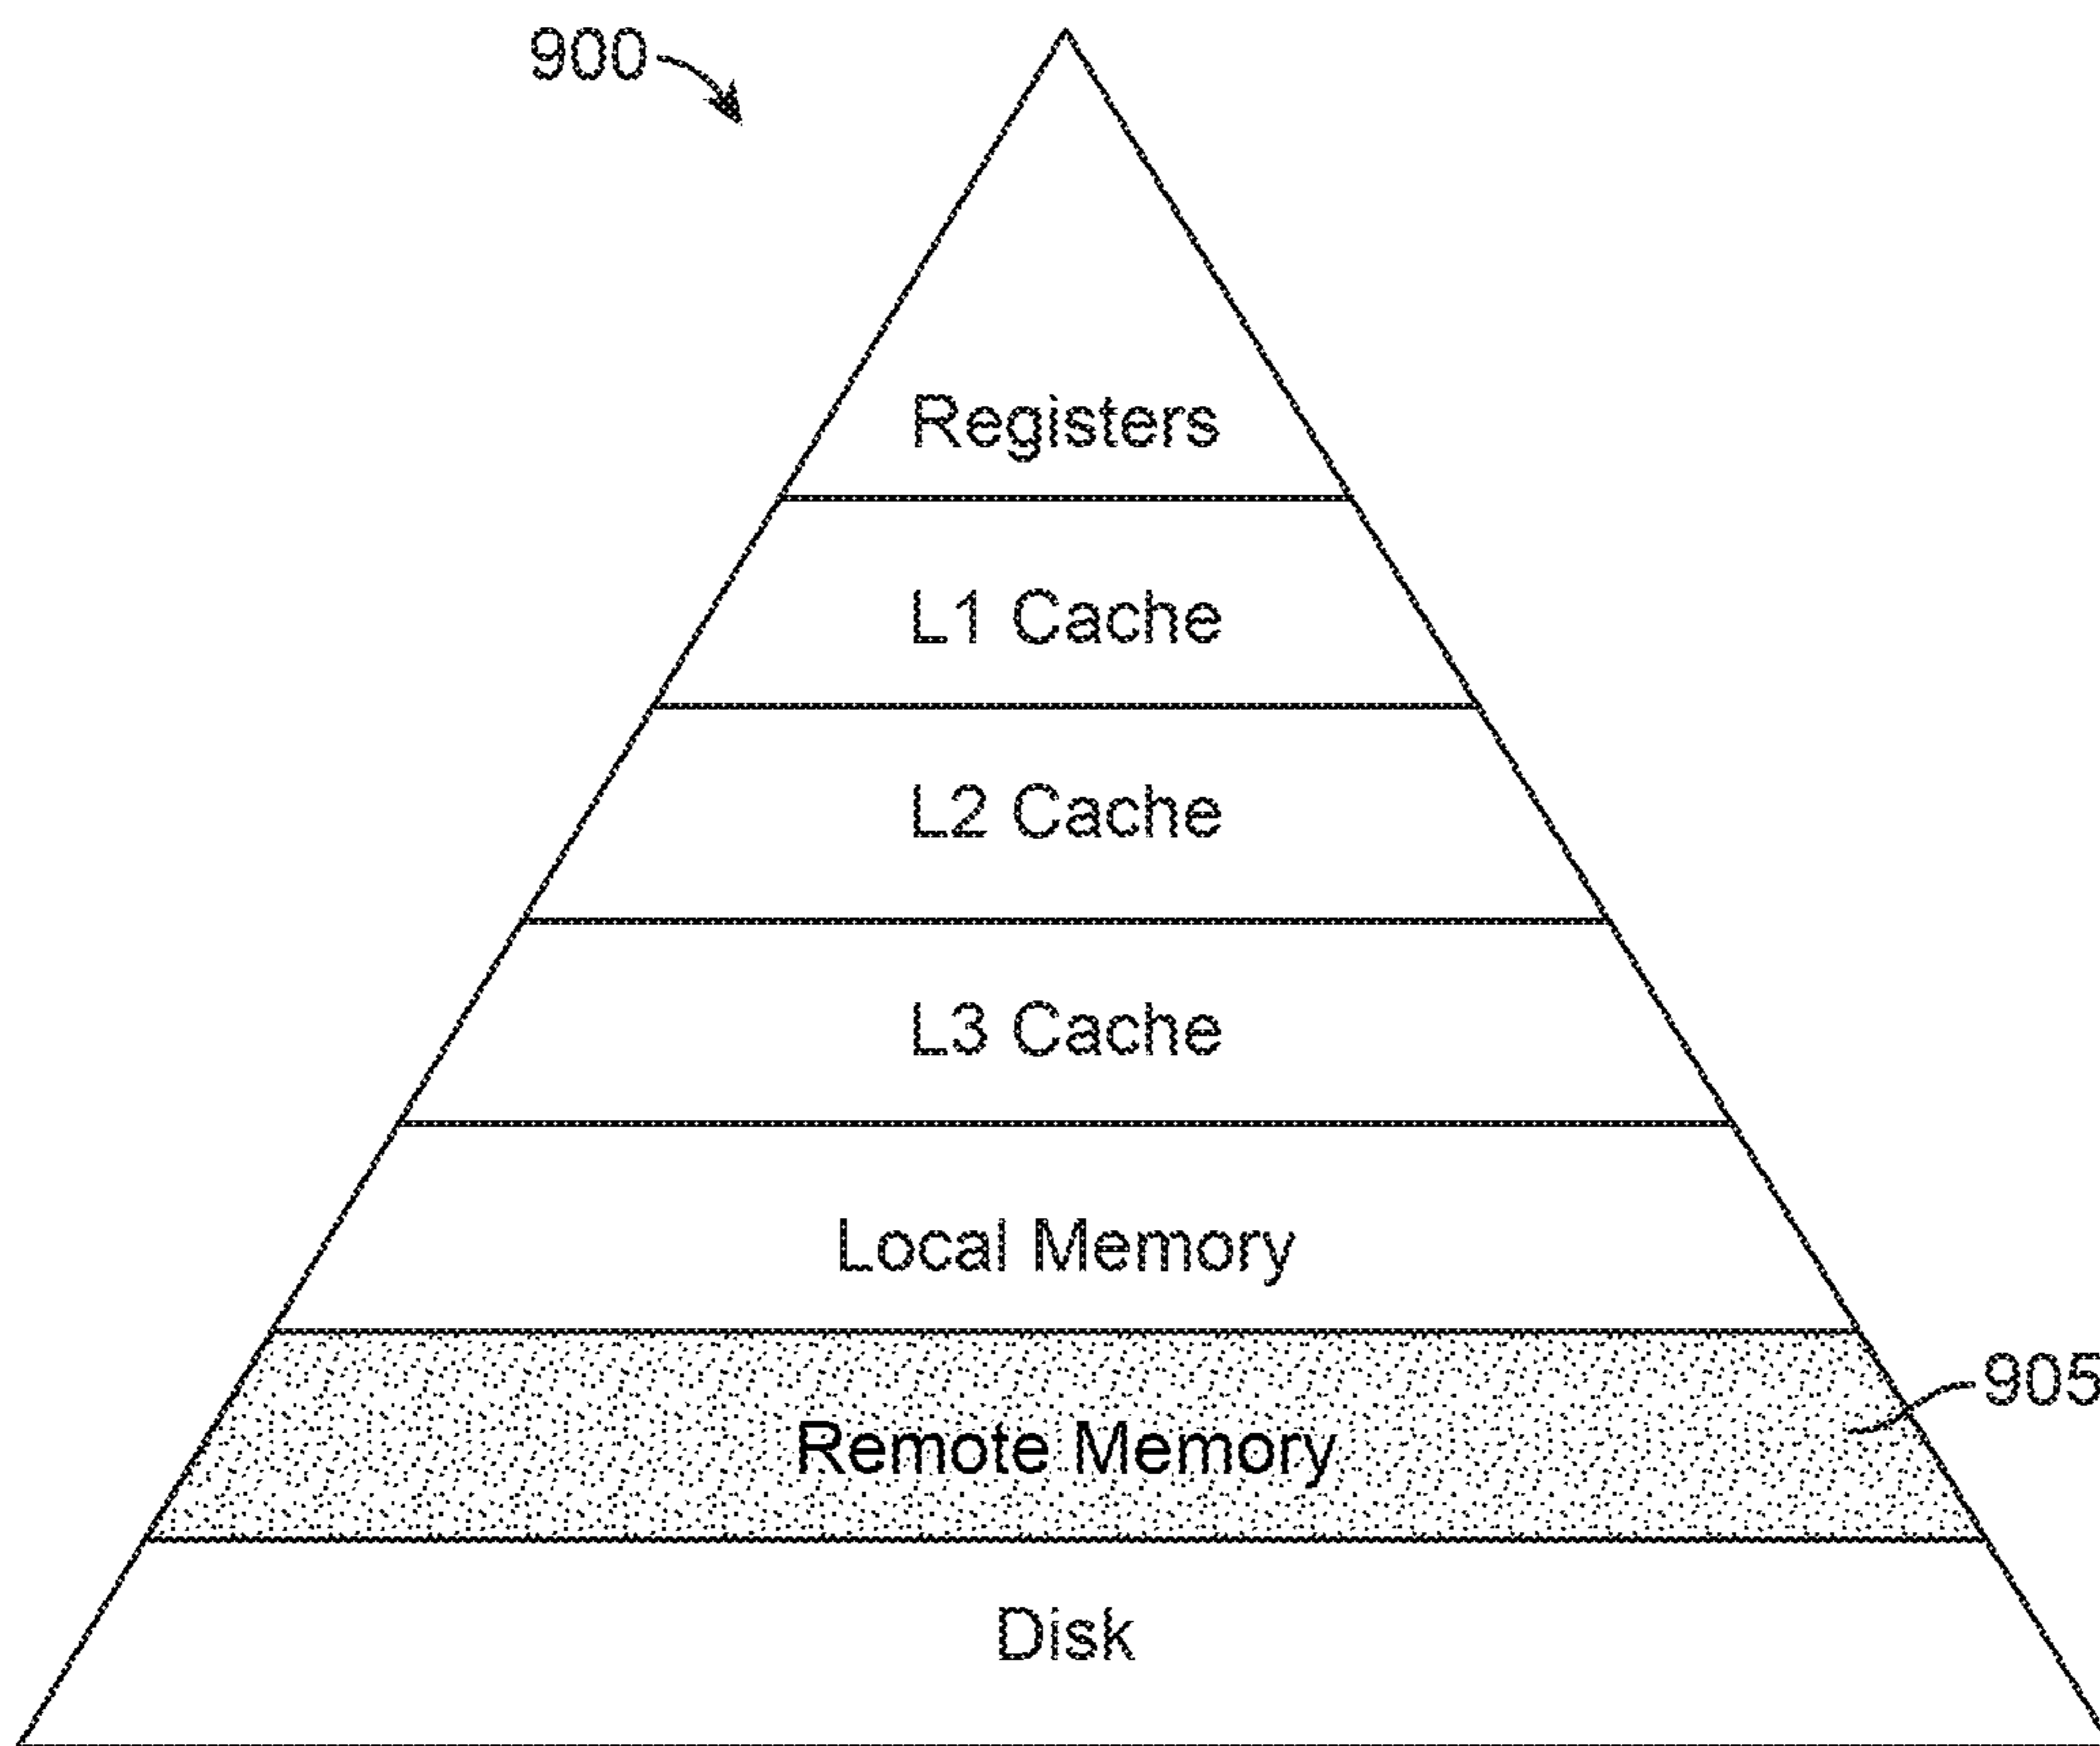 900
Registers
L1 Cache
L2 Cache
L3 Cache
Local Memory
905
Remote Memory
Disk